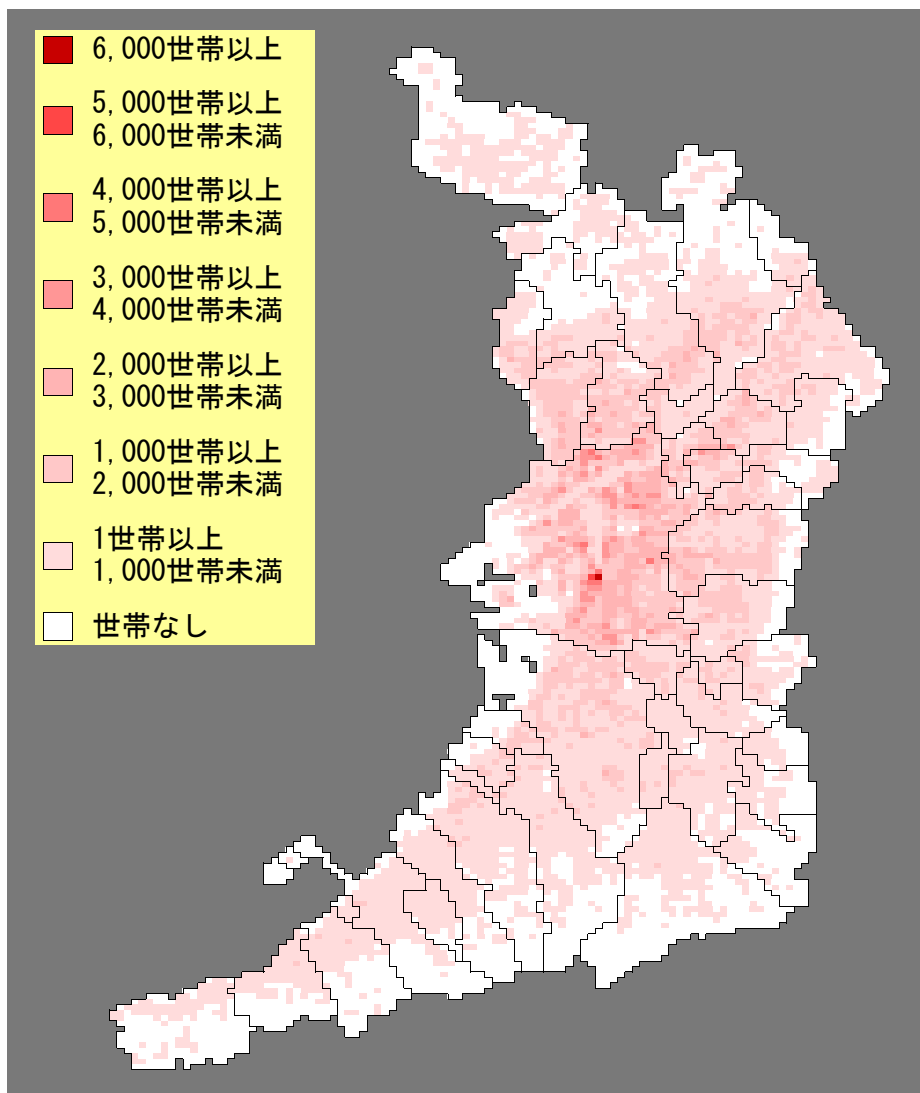 6,000世帯以上
5,000世帯以上
6,000世帯未満
4,000世帯以上
5,000世帯未満
3,000世帯以上
4,000世帯未満
2,000世帯以上
3,000世帯未満
1,000世帯以上
2,000世帯未満
1世帯以上
1,000世帯未満
世帯なし